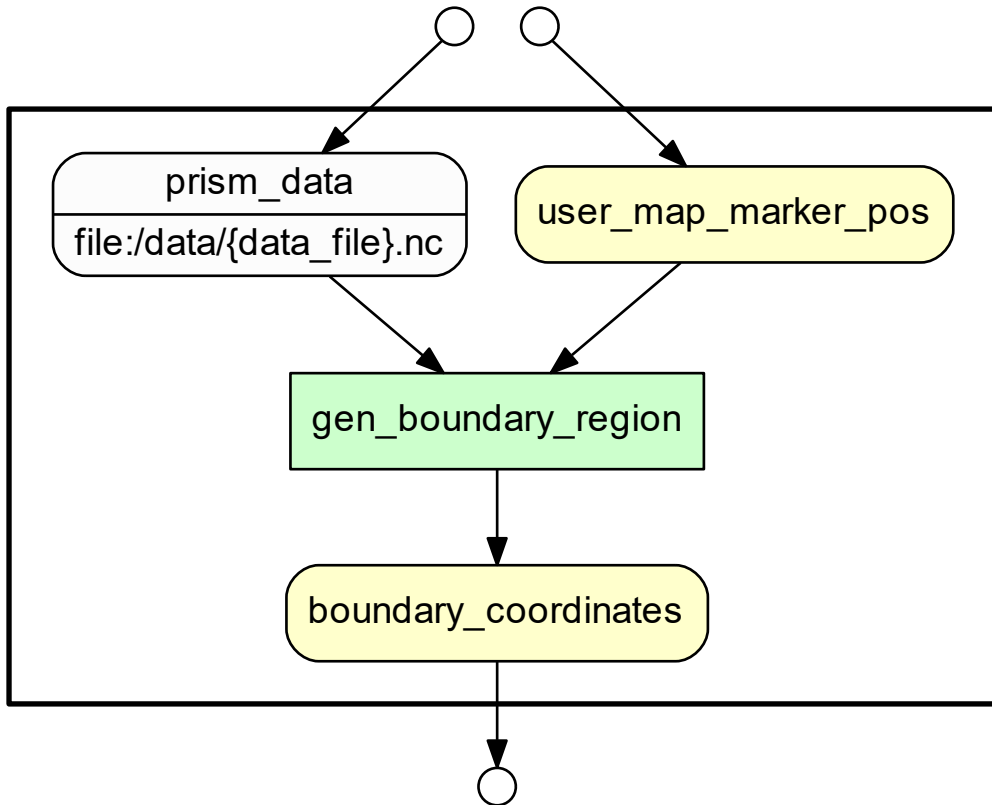 prism_data
file:/data/{data_file}.nc
user_map_marker_pos
gen_boundary_region
boundary_coordinates